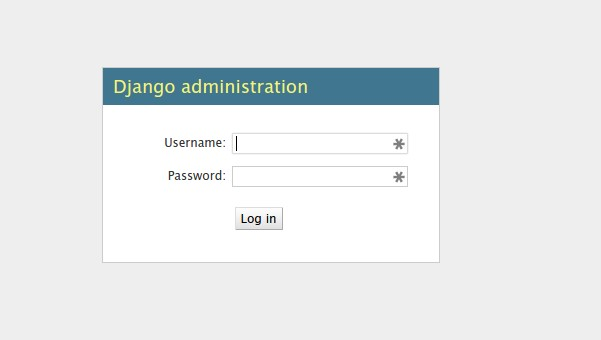 Django administration
Username:
Password:
Log in